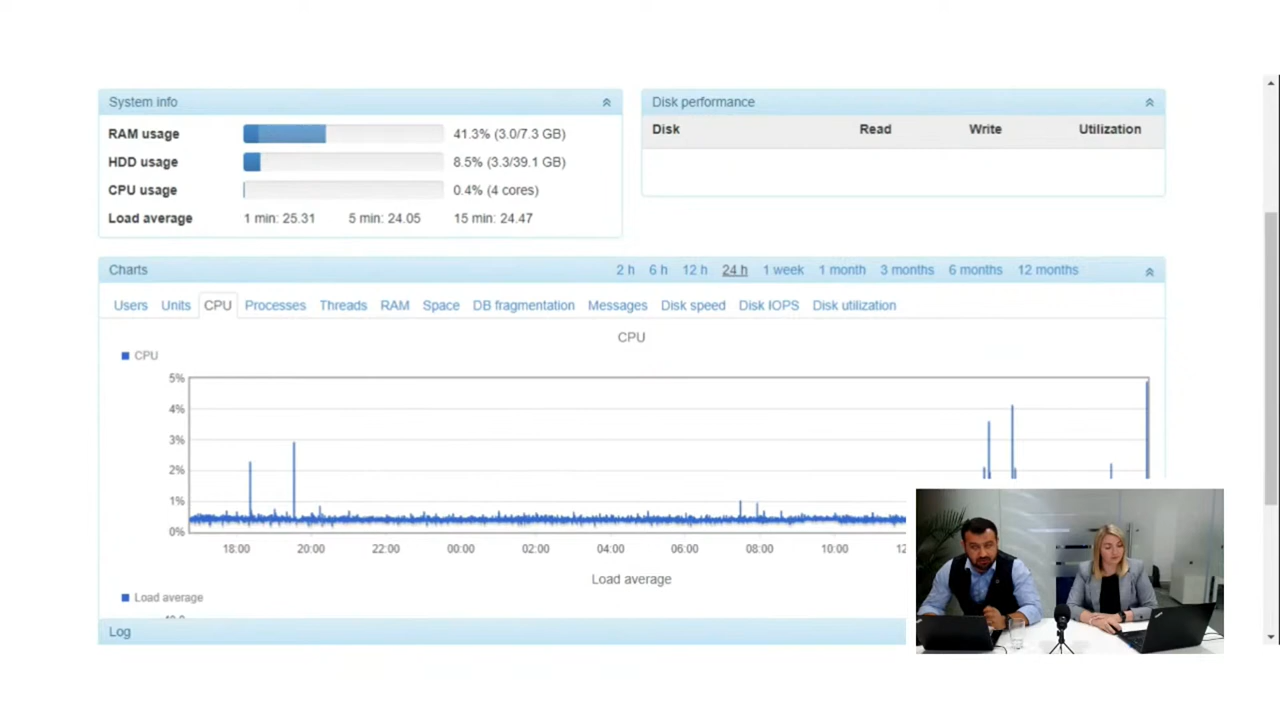 System info
RAM usage 41.3% (3.0/7.3 GB)
HDD usage 8.5% (3.3/39.1 GB)
CPU usage 0.4% (4 cores)
Load average 1 min: 25.31 5 min: 24.05 15 min: 24.47
Disk performance
Disk Read Write Utilization
Charts 2 h 6 h 12 h 24 h 1 week 1 month 3 months 6 months 12 months
Users Units CPU Processes Threads RAM Space DB fragmentation Messages Disk speed Disk IOPS Disk utilization
CPU
CPU
5%
4%
3%
2%
1%
0%
18:00 20:00 22:00 00:00 02:00 04:00 06:00 08:00 10:00
Load average
Load average
Log